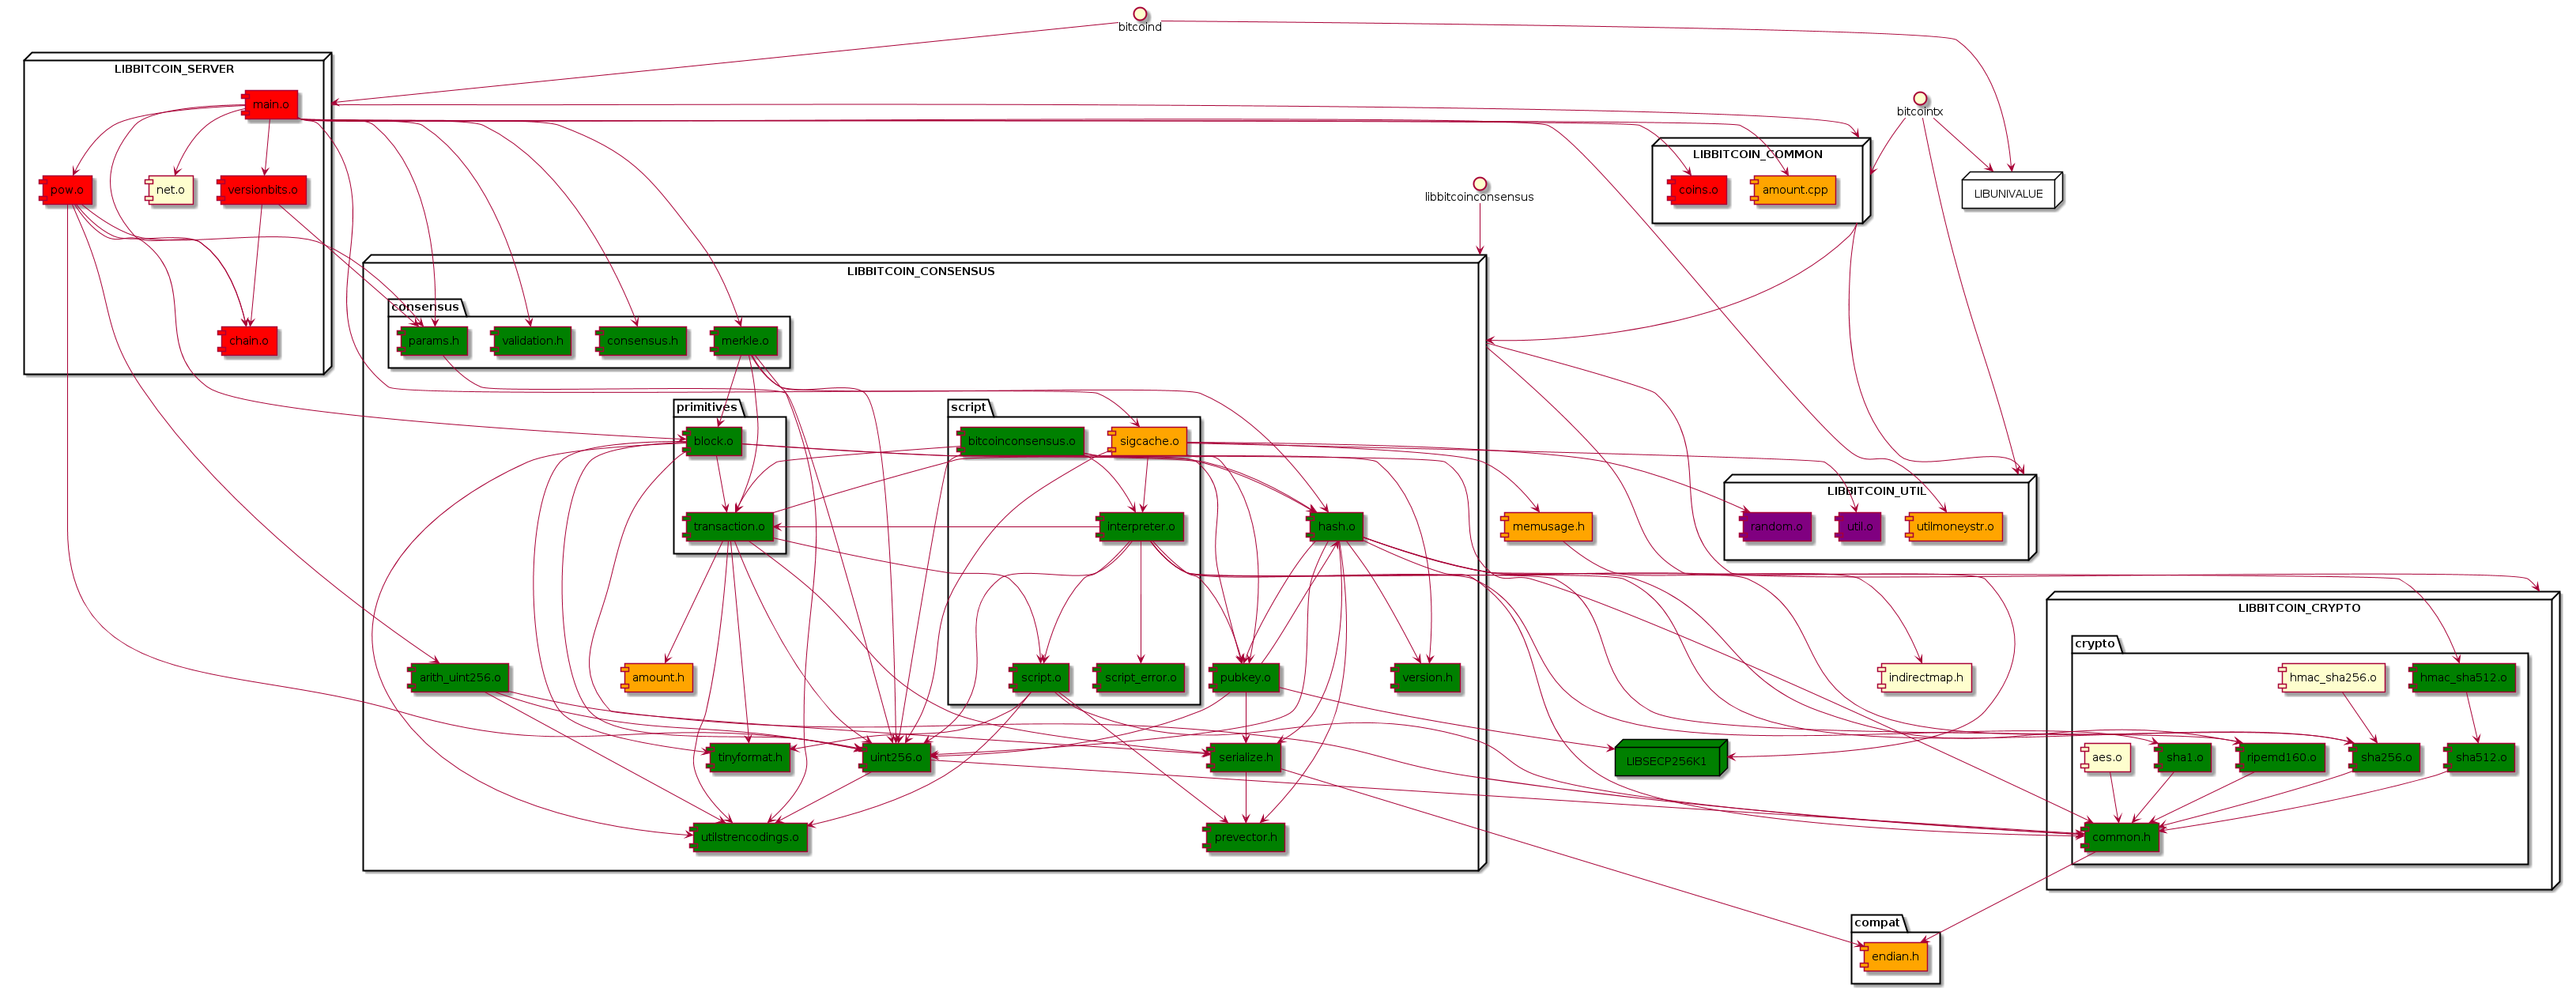 bitcoind
LIBBITCOIN_SERVER
main.o
bitcointx
LIBBITCOIN_COMMON
pow.o
net.o
versionbits.o
coins.o
amount.cpp
LIBUNIVALUE
libbitcoinconsensus
LIBBITCOIN_CONSENSUS
consensus
chain.o
params.h
validation.h
consensus.h
merkle.o
primitives
script
block.o
bitcoinconsensus.o
sigcache.o
LIBBITCOIN_UTIL
transaction.o
interpreter.o
hash.o
memusage.h
random.o
util.o
utilmoneystr.o
LIBBITCOIN_CRYPTO
crypto
arith_uint256.o
amount.h
script.o
script_error.o
pubkey.o
version.h
indirectmap.h
hmac_sha256.o
hmac_sha512.o
tinyformat.h
uint256.o
serialize.h
LIBSECP256K1
aes.o
sha1.o
ripemd160.o
sha256.o
sha512.o
utilstrencodings.o
prevector.h
common.h
compat
endian.h